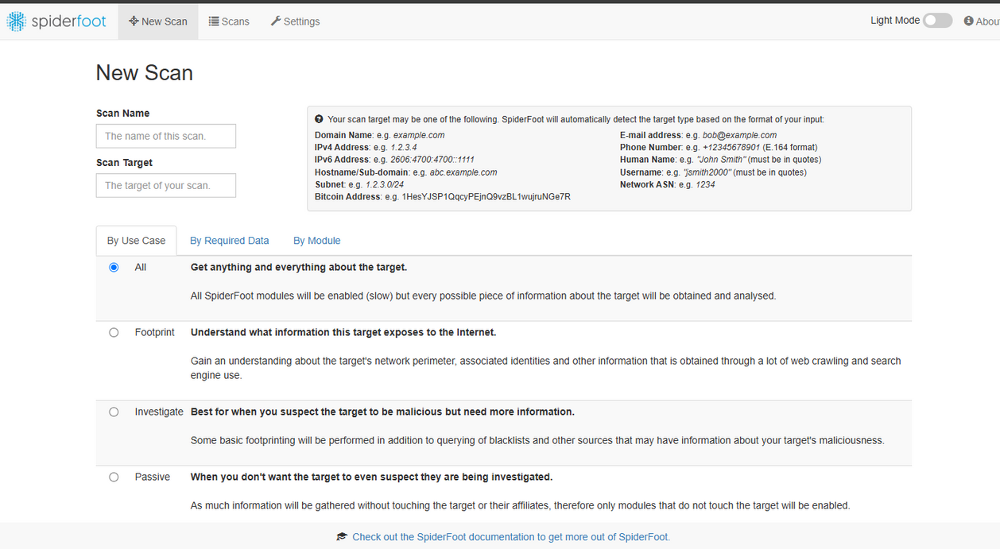 spiderfoot
New Scan
Scans
Settings
Light Mode
Abou
New Scan
Scan Name
The name of this scan.
Scan Target
The target of your scan.
Your scan target may be one of the following. SpiderFoot will automatically detect the target type based on the format of your input:
Domain Name: e.g. example.com
IPv4 Address: e.g. 1.2.3.4
IPv6 Address: e.g. 2606:4700:4700::1111
Hostname/Sub-domain: e.g. abc.example.com
Subnet: e.g. 1.2.3.0/24
Bitcoin Address: e.g. 1HesYJSP1QqcyPEjnQ9vzBL1wujruNGe7R
E-mail address: e.g. bob@example.com
Phone Number: e.g. +12345678901 (E.164 format)
Human Name: e.g. "John Smith" (must be in quotes)
Username: e.g. "jsmith2000" (must be in quotes)
Network ASN: e.g. 1234
By Use Case
By Required Data
By Module
All
Get anything and everything about the target.
All SpiderFoot modules will be enabled (slow) but every possible piece of information about the target will be obtained and analysed.
Footprint
Understand what information this target exposes to the Internet.
Gain an understanding about the target's network perimeter, associated identities and other information that is obtained through a lot of web crawling and search
engine use.
Investigate
Best for when you suspect the target to be malicious but need more information.
Some basic footprinting will be performed in addition to querying of blacklists and other sources that may have information about your target's maliciousness.
Passive
When you don't want the target to even suspect they are being investigated.
As much information will be gathered without touching the target or their affiliates, therefore only modules that do not touch the target will be enabled.
Check out the SpiderFoot documentation to get more out of SpiderFoot.